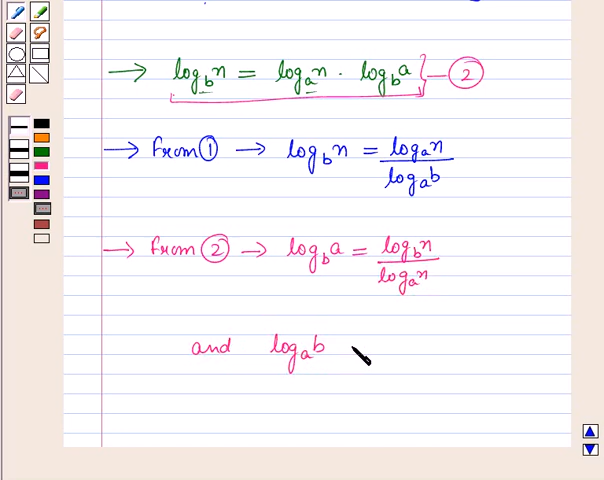 → log_b n = log_a n · log_b a } — ②
→ From ① → log_b n = log_a n / log_a b
→ From ② → log_b a = log_b n / log_a n
and log_a b